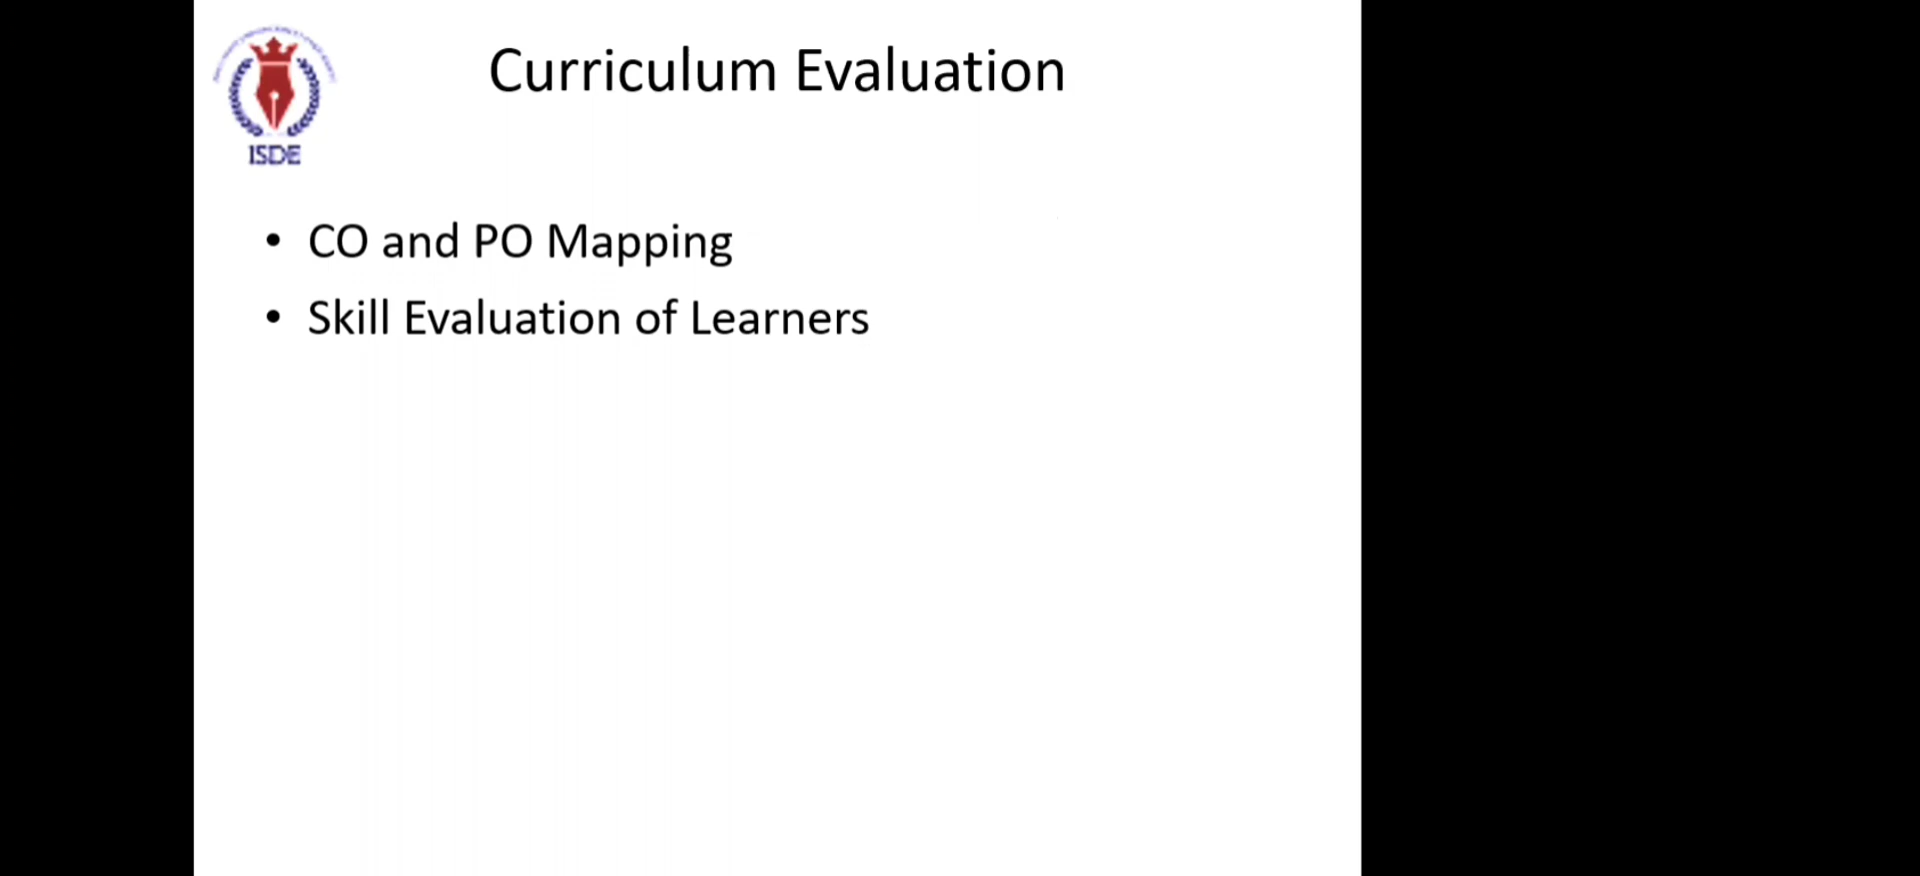 Curriculum Evaluation
ISDE
• CO and PO Mapping
• Skill Evaluation of Learners